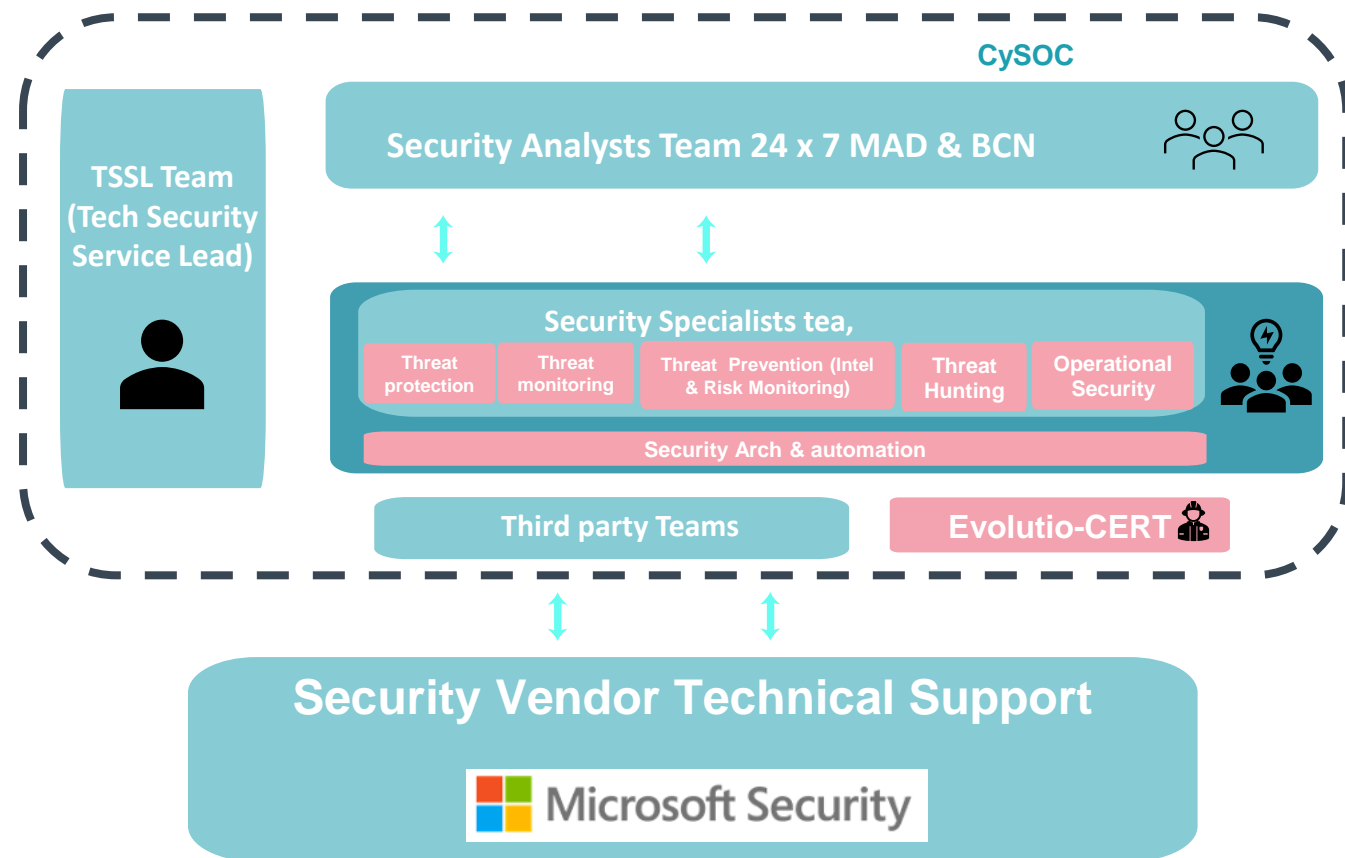 CySOC
Security Analysts Team 24 x 7 MAD & BCN
TSSL Team
(Tech Security
Service Lead)
Security Specialists tea,
Threat
protection
Threat
monitoring
Threat Prevention (Intel
& Risk Monitoring)
Threat
Hunting
Operational
Security
Security Arch & automation
Third party Teams
Evolutio-CERT
Security Vendor Technical Support
Microsoft Security